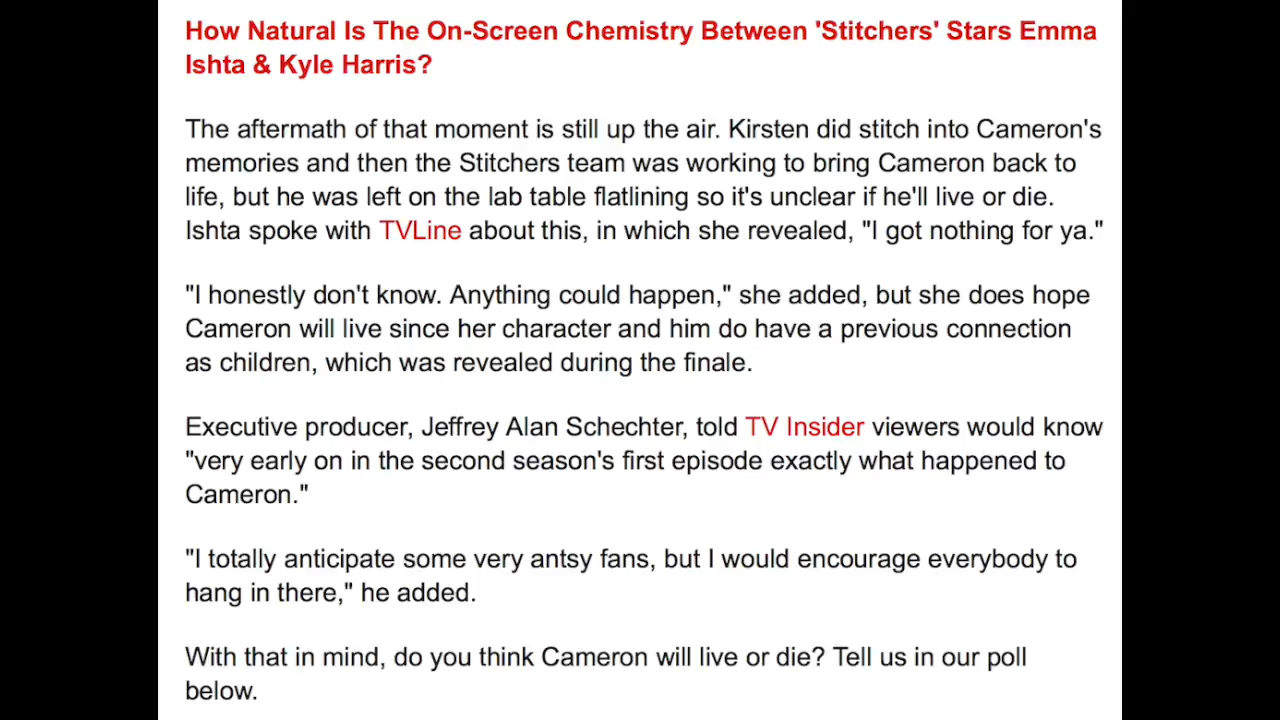 How Natural Is The On-Screen Chemistry Between 'Stitchers' Stars Emma
Ishta & Kyle Harris?
The aftermath of that moment is still up the air. Kirsten did stitch into Cameron's
memories and then the Stitchers team was working to bring Cameron back to
life, but he was left on the lab table flatlining so it's unclear if he'll live or die.
Ishta spoke with TVLine about this, in which she revealed, "I got nothing for ya."
"I honestly don't know. Anything could happen," she added, but she does hope
Cameron will live since her character and him do have a previous connection
as children, which was revealed during the finale.
Executive producer, Jeffrey Alan Schechter, told TV Insider viewers would know
"very early on in the second season's first episode exactly what happened to
Cameron."
"I totally anticipate some very antsy fans, but I would encourage everybody to
hang in there," he added.
With that in mind, do you think Cameron will live or die? Tell us in our poll
below.